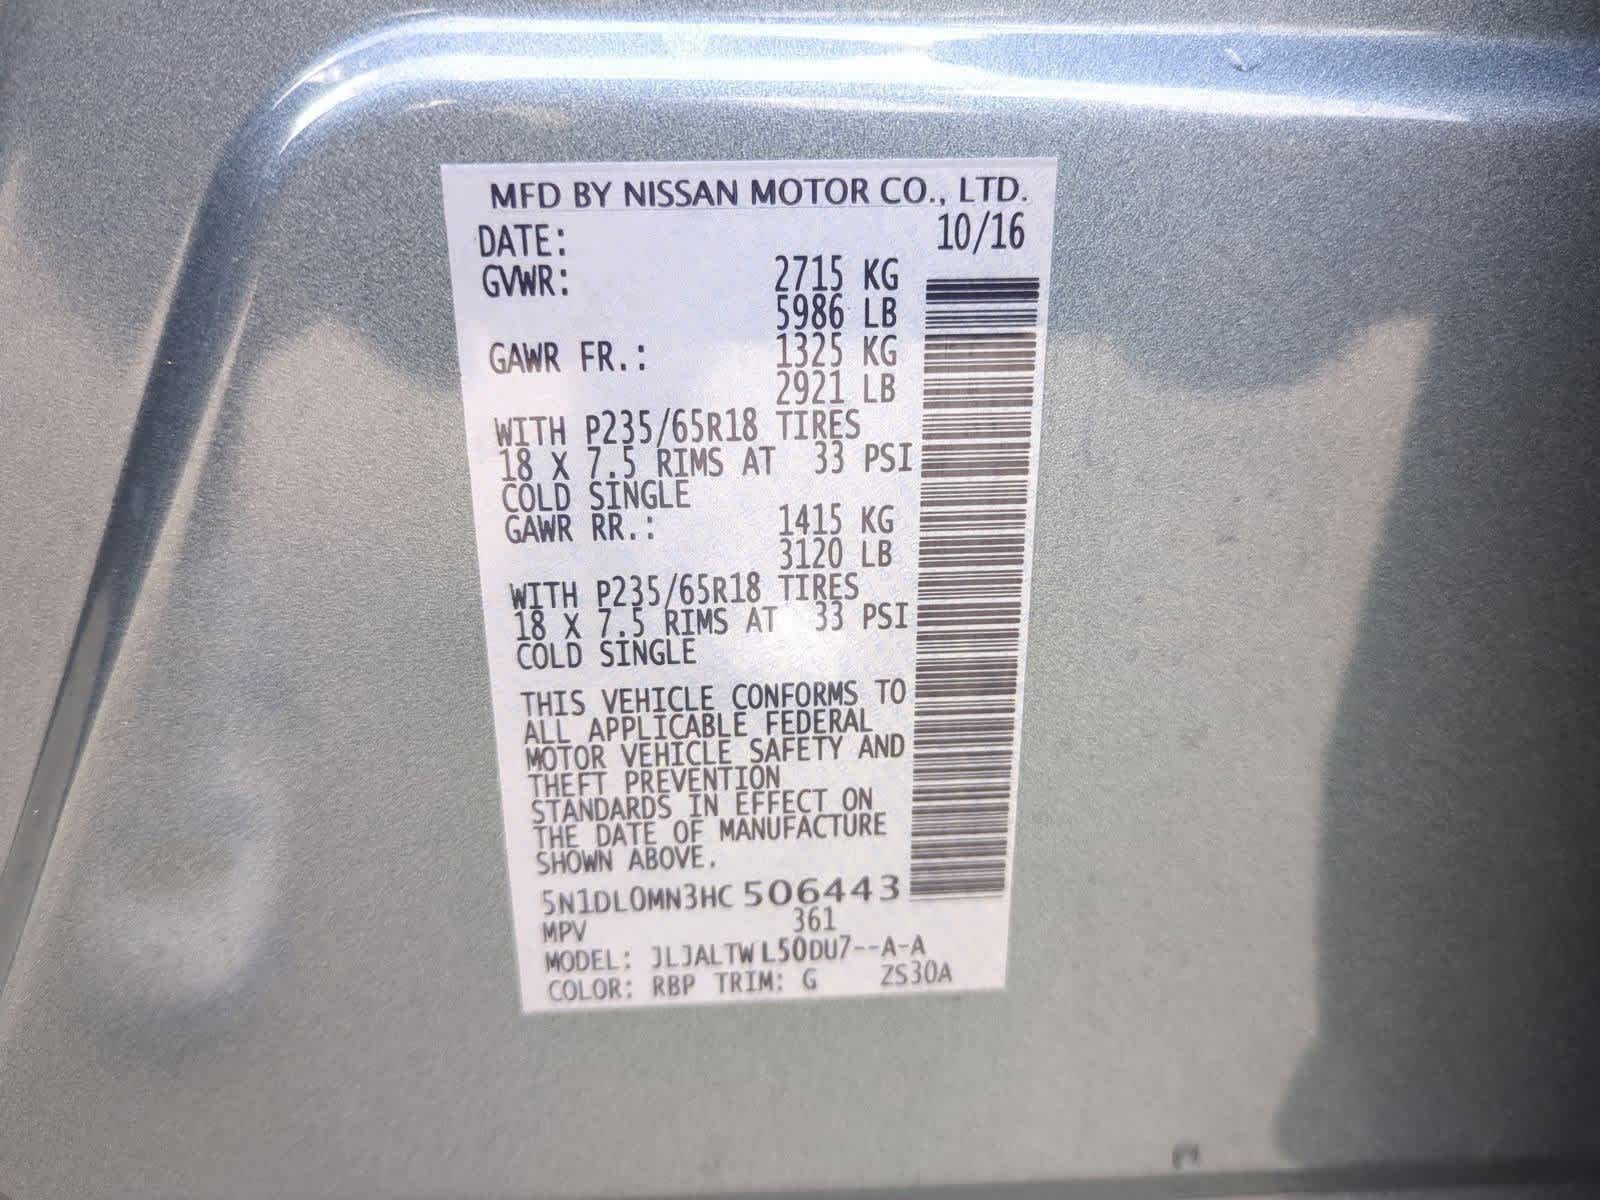 MFD BY NISSAN MOTOR CO., LTD.
DATE: 10/16
GVWR: 2715 KG
5986 LB
GAWR FR.: 1325 KG
2921 LB
WITH P235/65R18 TIRES
18 X 7.5 RIMS AT 33 PSI
COLD SINGLE
GAWR RR.: 1415 KG
3120 LB
WITH P235/65R18 TIRES
18 X 7.5 RIMS AT 33 PSI
COLD SINGLE
THIS VEHICLE CONFORMS TO
ALL APPLICABLE FEDERAL
MOTOR VEHICLE SAFETY AND
THEFT PREVENTION
STANDARDS IN EFFECT ON
THE DATE OF MANUFACTURE
SHOWN ABOVE.
5N1DL0MN3HC 506443
MPV 361
MODEL: JLJALTWL50DU7--A-A
COLOR: RBP TRIM: G ZS30A